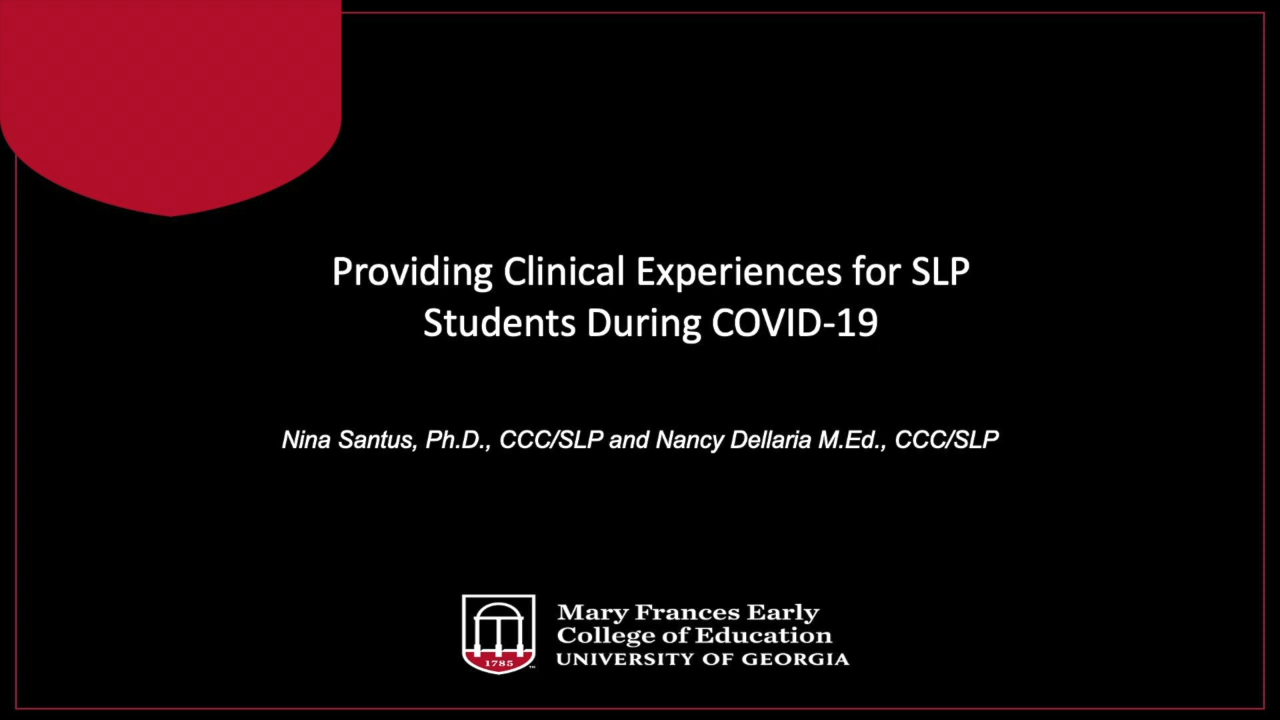 Providing Clinical Experiences for SLP
Students During COVID-19
Nina Santus, Ph.D., CCC/SLP and Nancy Dellaria M.Ed., CCC/SLP
Mary Frances Early
College of Education
UNIVERSITY OF GEORGIA
1785